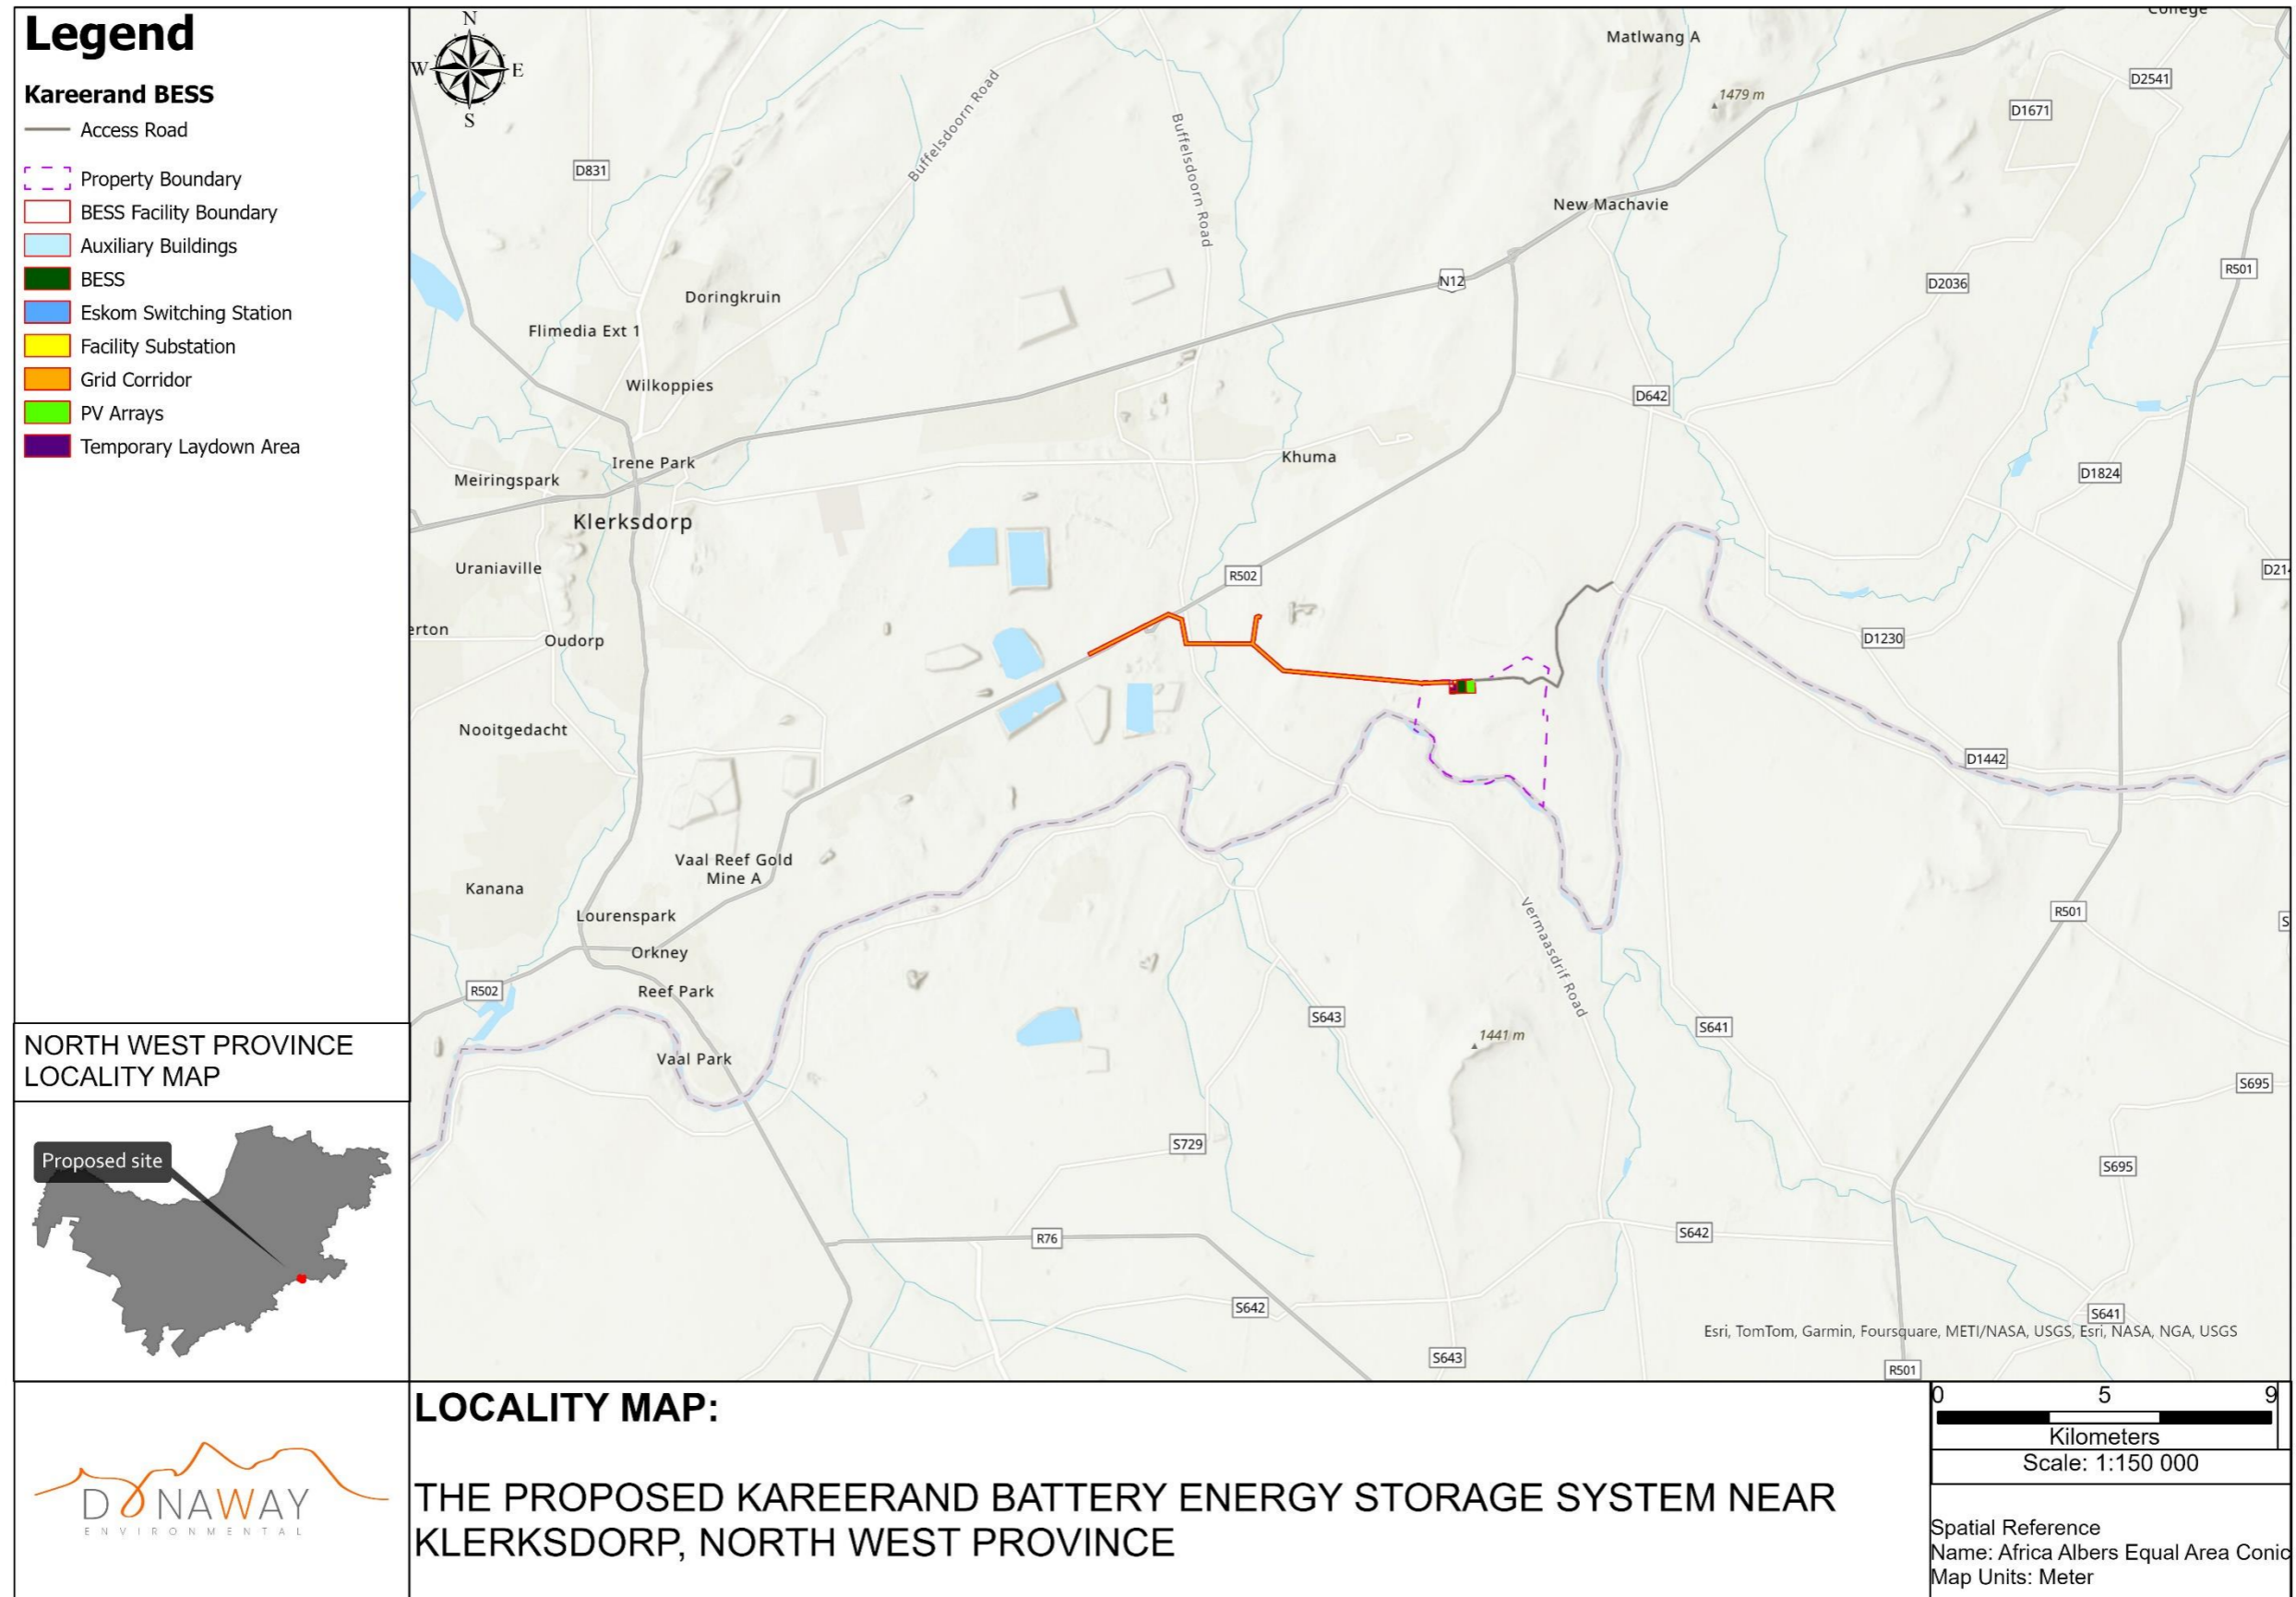 Legend
Kareerand BESS
Access Road
Property Boundary
BESS Facility Boundary
Auxiliary Buildings
BESS
Eskom Switching Station
Facility Substation
Grid Corridor
PV Arrays
Temporary Laydown Area
NORTH WEST PROVINCE
LOCALITY MAP
Proposed site
DONAWAY
ENVIRONMENTAL
N
W
E
S
College
Matlwang A
D2541
1479 m
D1671
Buffelsdoorn Road
Buffelsdoorn Road
D831
New Machavie
R501
N12
D2036
Doringkruin
Flimedia Ext 1
Wilkoppies
D642
Khuma
Irene Park
Meiringspark
D1824
Klerksdorp
Uraniaville
R502
D214
erton
Oudorp
D1230
Nooitgedacht
D1442
Vaal Reef Gold
Mine A
Kanana
Lourenspark
R501
S
Orkney
Vermaasdrif Road
R502
Reef Park
S643
S641
1441 m
Vaal Park
S695
S729
S695
S642
R76
S642
S641
Esri, TomTom, Garmin, Foursquare, METI/NASA, USGS, Esri, NASA, NGA, USGS
S643
R501
LOCALITY MAP:
THE PROPOSED KAREERAND BATTERY ENERGY STORAGE SYSTEM NEAR
KLERKSDORP, NORTH WEST PROVINCE
0 5 9
Kilometers
Scale: 1:150 000
Spatial Reference
Name: Africa Albers Equal Area Conic
Map Units: Meter